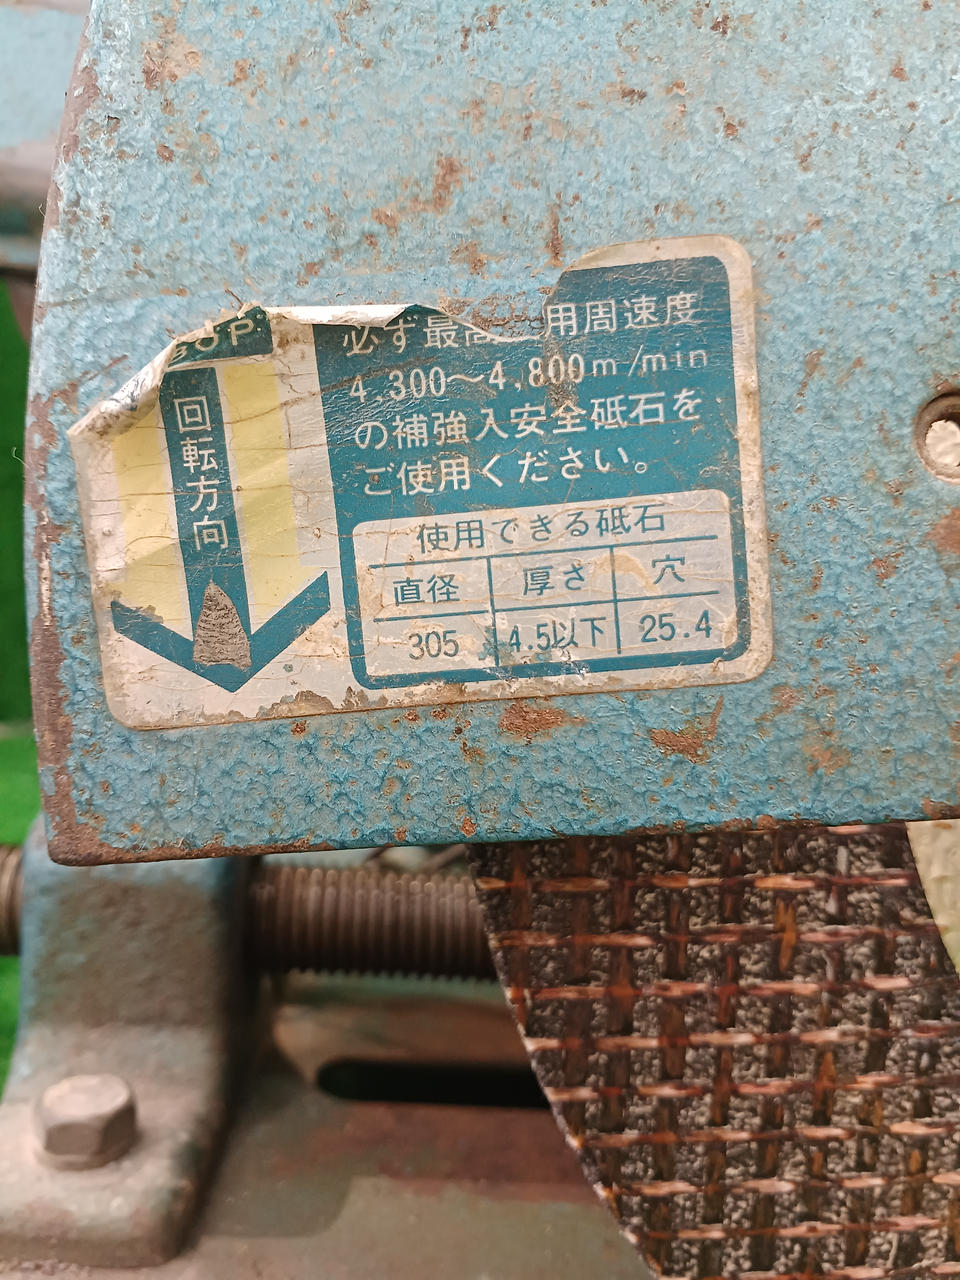 回転方向
必ず最高
用周速度
4,300〜4,800m/min
の補強入安全砥石を
ご使用ください。
使用できる砥石
直径 厚さ 穴
305 4.5以下 25.4